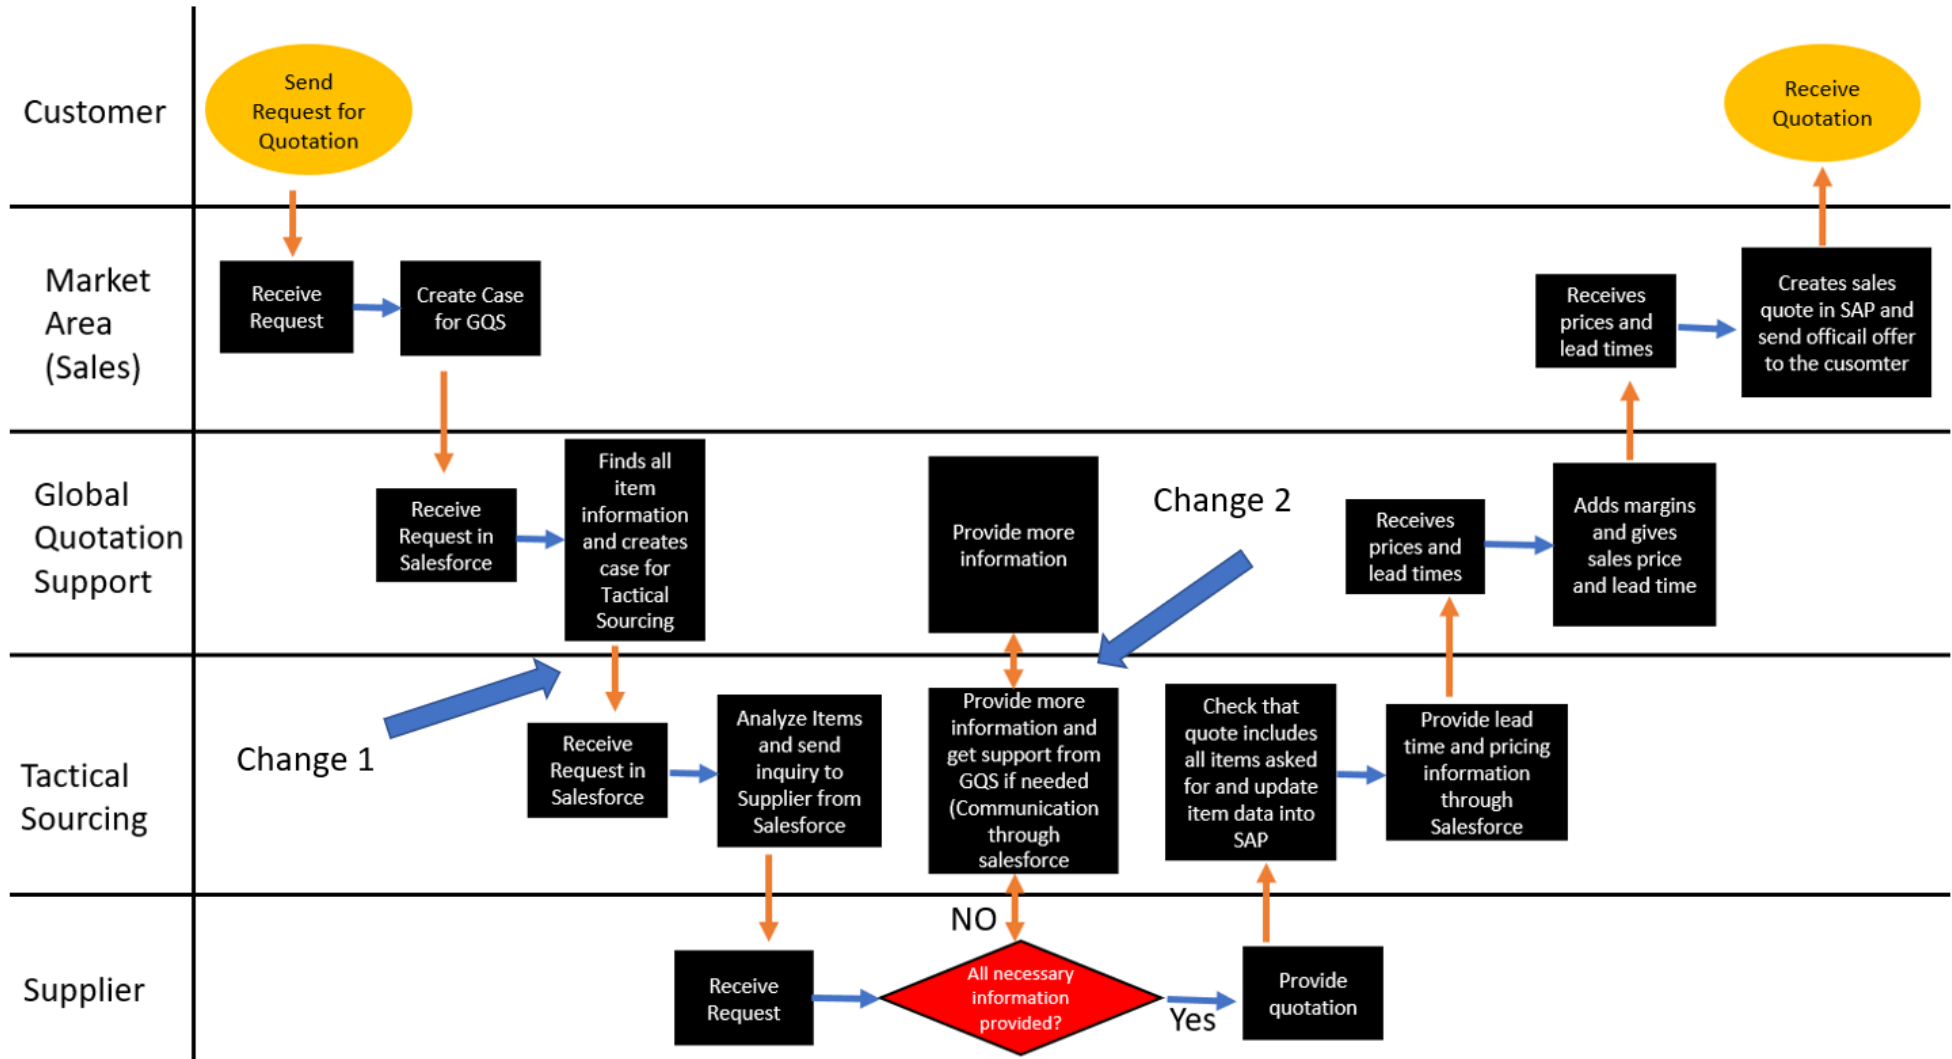 Customer
Send
Request for
Quotation
Receive
Quotation
Market
Area
(Sales)
Receive
Request
Create Case
for GQS
Receives
prices and
lead times
Creates sales
quote in SAP and
send officail offer
to the cusomter
Global
Quotation
Support
Receive
Request in
Salesforce
Finds all
item
information
and creates
case for
Tactical
Sourcing
Provide more
information
Change 2
Receives
prices and
lead times
Adds margins
and gives
sales price
and lead time
Change 1
Tactical
Sourcing
Receive
Request in
Salesforce
Analyze Items
and send
inquiry to
Supplier from
Salesforce
Provide more
information and
get support from
GQS if needed
(Communication
through
salesforce
Check that
quote includes
all items asked
for and update
item data into
SAP
Provide lead
time and pricing
information
through
Salesforce
Supplier
Receive
Request
NO
All necessary
information
provided?
Yes
Provide
quotation